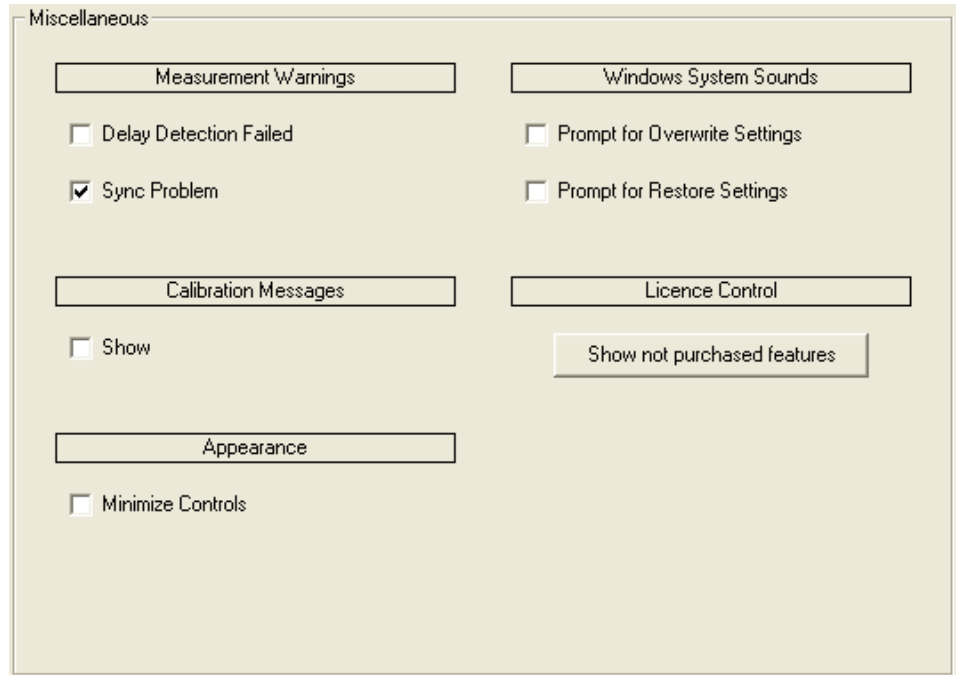 Miscellaneous
Measurement Warnings
Delay Detection Failed
Sync Problem
Windows System Sounds
Prompt for Overwrite Settings
Prompt for Restore Settings
Calibration Messages
Show
Licence Control
Show not purchased features
Appearance
Minimize Controls